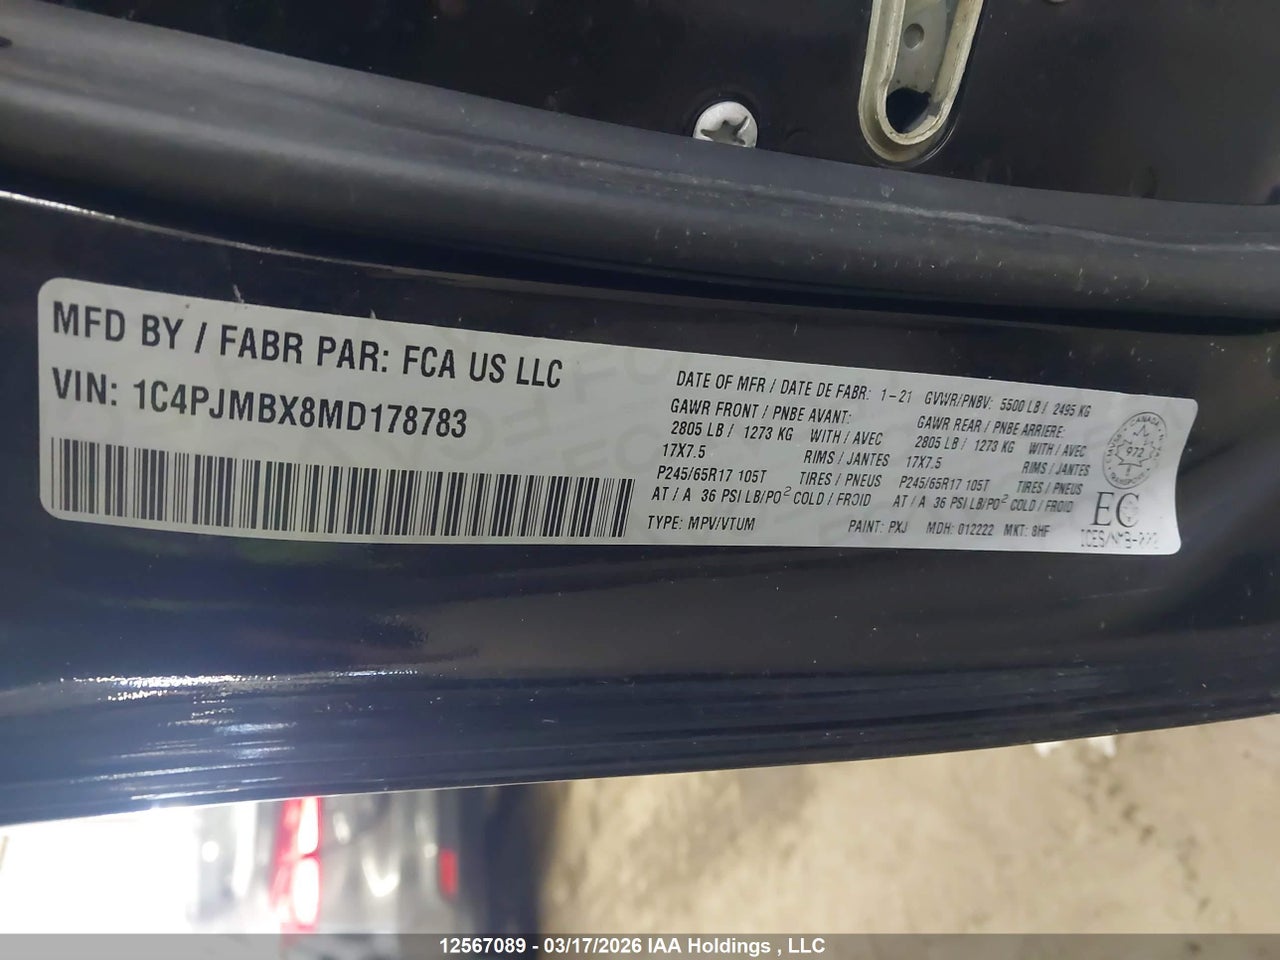 MFD BY / FABR PAR: FCA US LLC
VIN: 1C4PJMBX8MD178783
DATE OF MFR / DATE DE FABR: 1-21 GVWR/PNBV: 5500 LB / 2495 KG
GAWR FRONT / PNBE AVANT: GAWR REAR / PNBE ARRIERE:
2805 LB / 1273 KG WITH / AVEC 2805 LB / 1273 KG WITH / AVEC
17X7.5 RIMS / JANTES 17X7.5 RIMS / JANTES
P245/65R17 105T TIRES / PNEUS P245/65R17 105T TIRES / PNEUS
AT / A 36 PSI LB/PO² COLD / FROID AT / A 36 PSI LB/PO² COLD / FROID
TYPE: MPV/VTUM PAINT: PXJ MDH: 012222 MKT: 8HF
CANADA
TRANSPORT
972
EC
12567089 - 03/17/2026 IAA Holdings , LLC